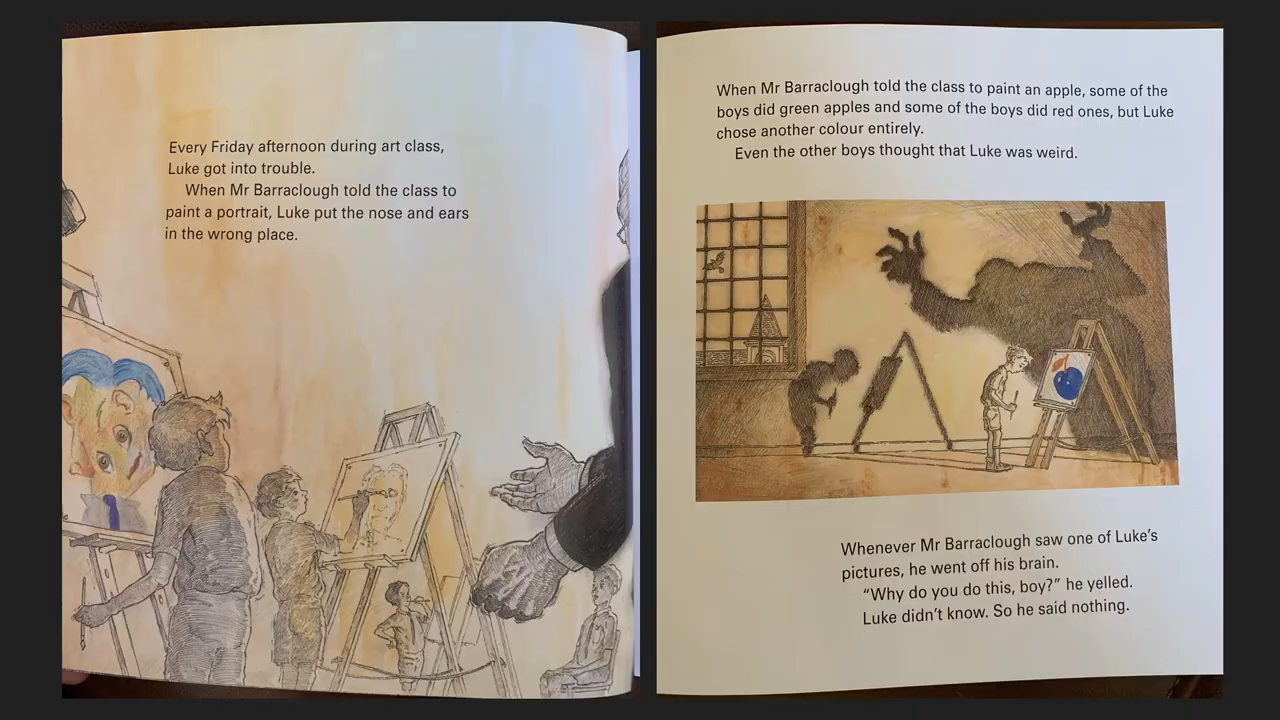 Every Friday afternoon during art class,
Luke got into trouble.
When Mr Barraclough told the class to
paint a portrait, Luke put the nose and ears
in the wrong place.
When Mr Barraclough told the class to paint an apple, some of the
boys did green apples and some of the boys did red ones, but Luke
chose another colour entirely.
Even the other boys thought that Luke was weird.
Whenever Mr Barraclough saw one of Luke's
pictures, he went off his brain.
"Why do you do this, boy?" he yelled.
Luke didn't know. So he said nothing.